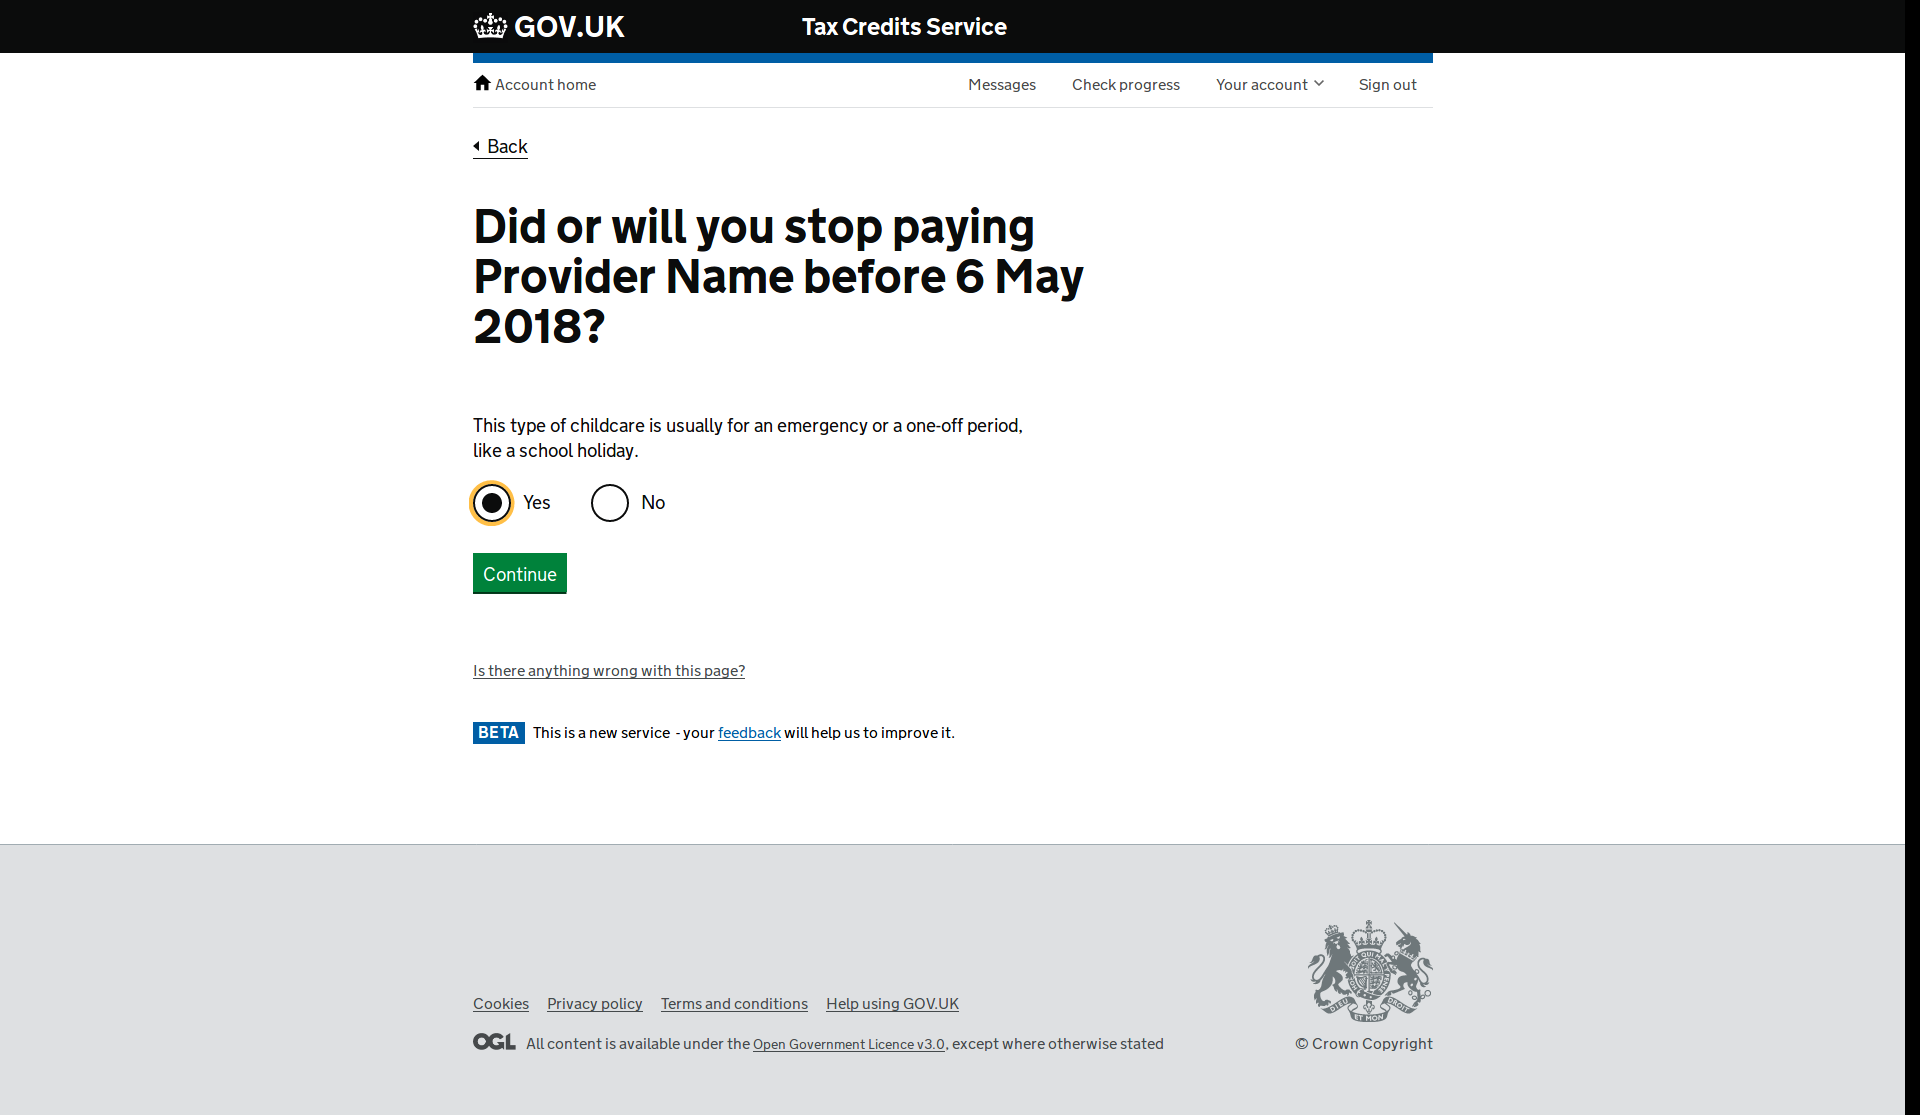 GOV.UK
Tax Credits Service
Account home
Messages
Check progress
Your account
Sign out
Back
Did or will you stop paying
Provider Name before 6 May
2018?
This type of childcare is usually for an emergency or a one-off period,
like a school holiday.
Yes
No
Continue
Is there anything wrong with this page?
BETA This is a new service - your feedback will help us to improve it.
Cookies
Privacy policy
Terms and conditions
Help using GOV.UK
OGL All content is available under the Open Government Licence v3.0, except where otherwise stated
DIEU ET MON DROIT
© Crown Copyright